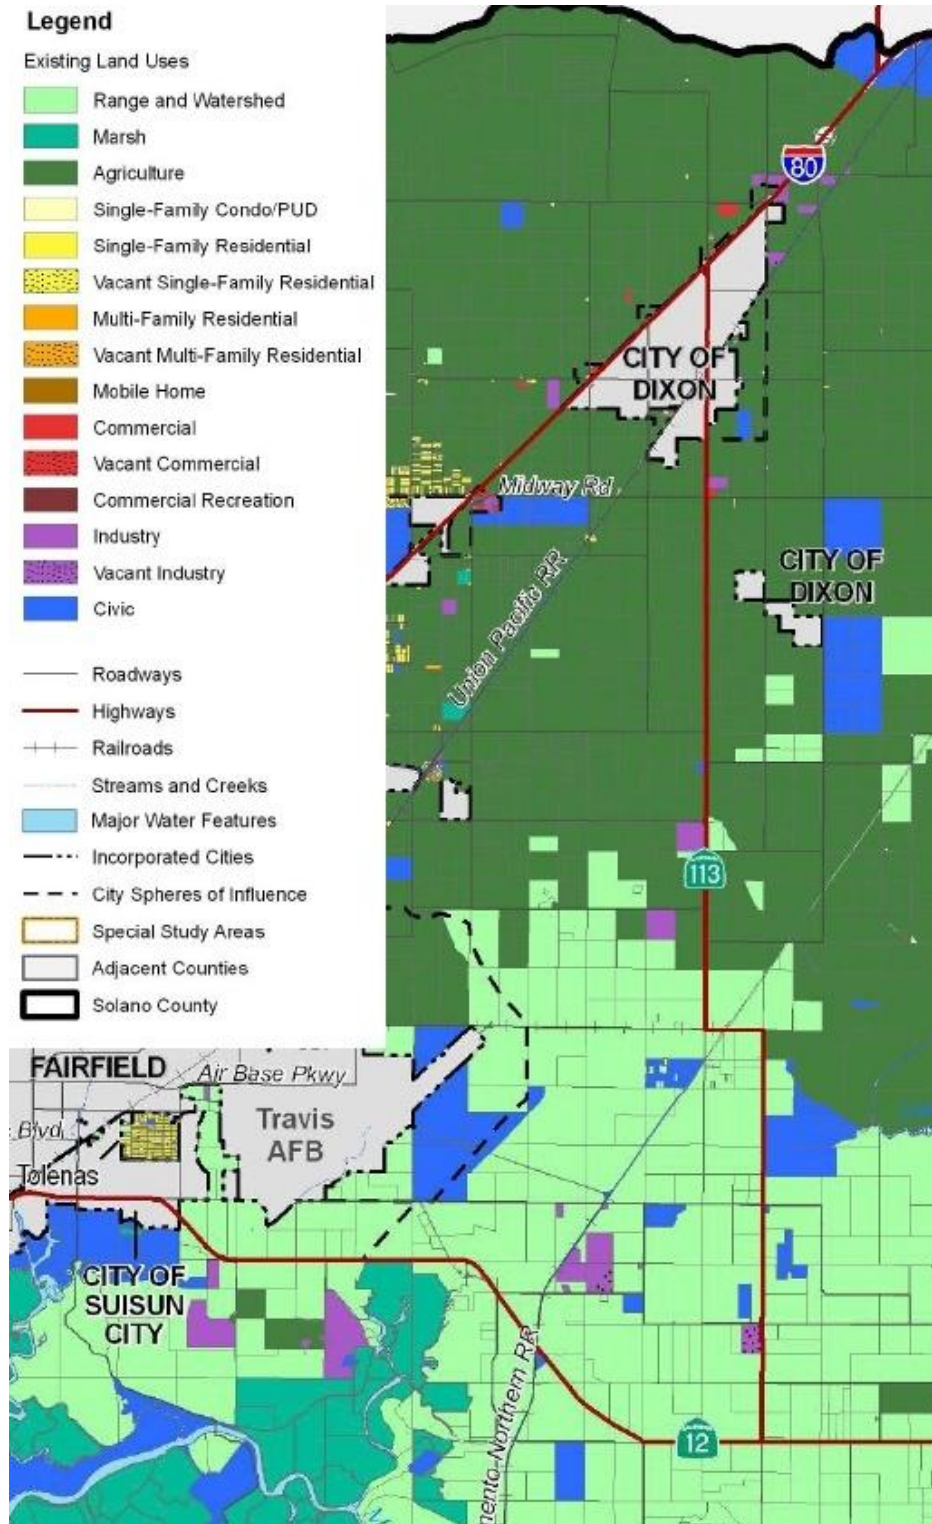 Legend
Existing Land Uses
Range and Watershed
Marsh
Agriculture
Single-Family Condo/PUD
Single-Family Residential
Vacant Single-Family Residential
Multi-Family Residential
Vacant Multi-Family Residential
Mobile Home
Commercial
Vacant Commercial
Commercial Recreation
Industry
Vacant Industry
Civic
Roadways
Highways
Railroads
Streams and Creeks
Major Water Features
Incorporated Cities
City Spheres of Influence
Special Study Areas
Adjacent Counties
Solano County
80
CITY OF
DIXON
Midway Rd
CITY OF
DIXON
Union Pacific RR
113
FAIRFIELD
Air Base Pkwy
Travis
AFB
Blvd
Tolenas
CITY OF
SUISUN
CITY
mento Northern RR
12